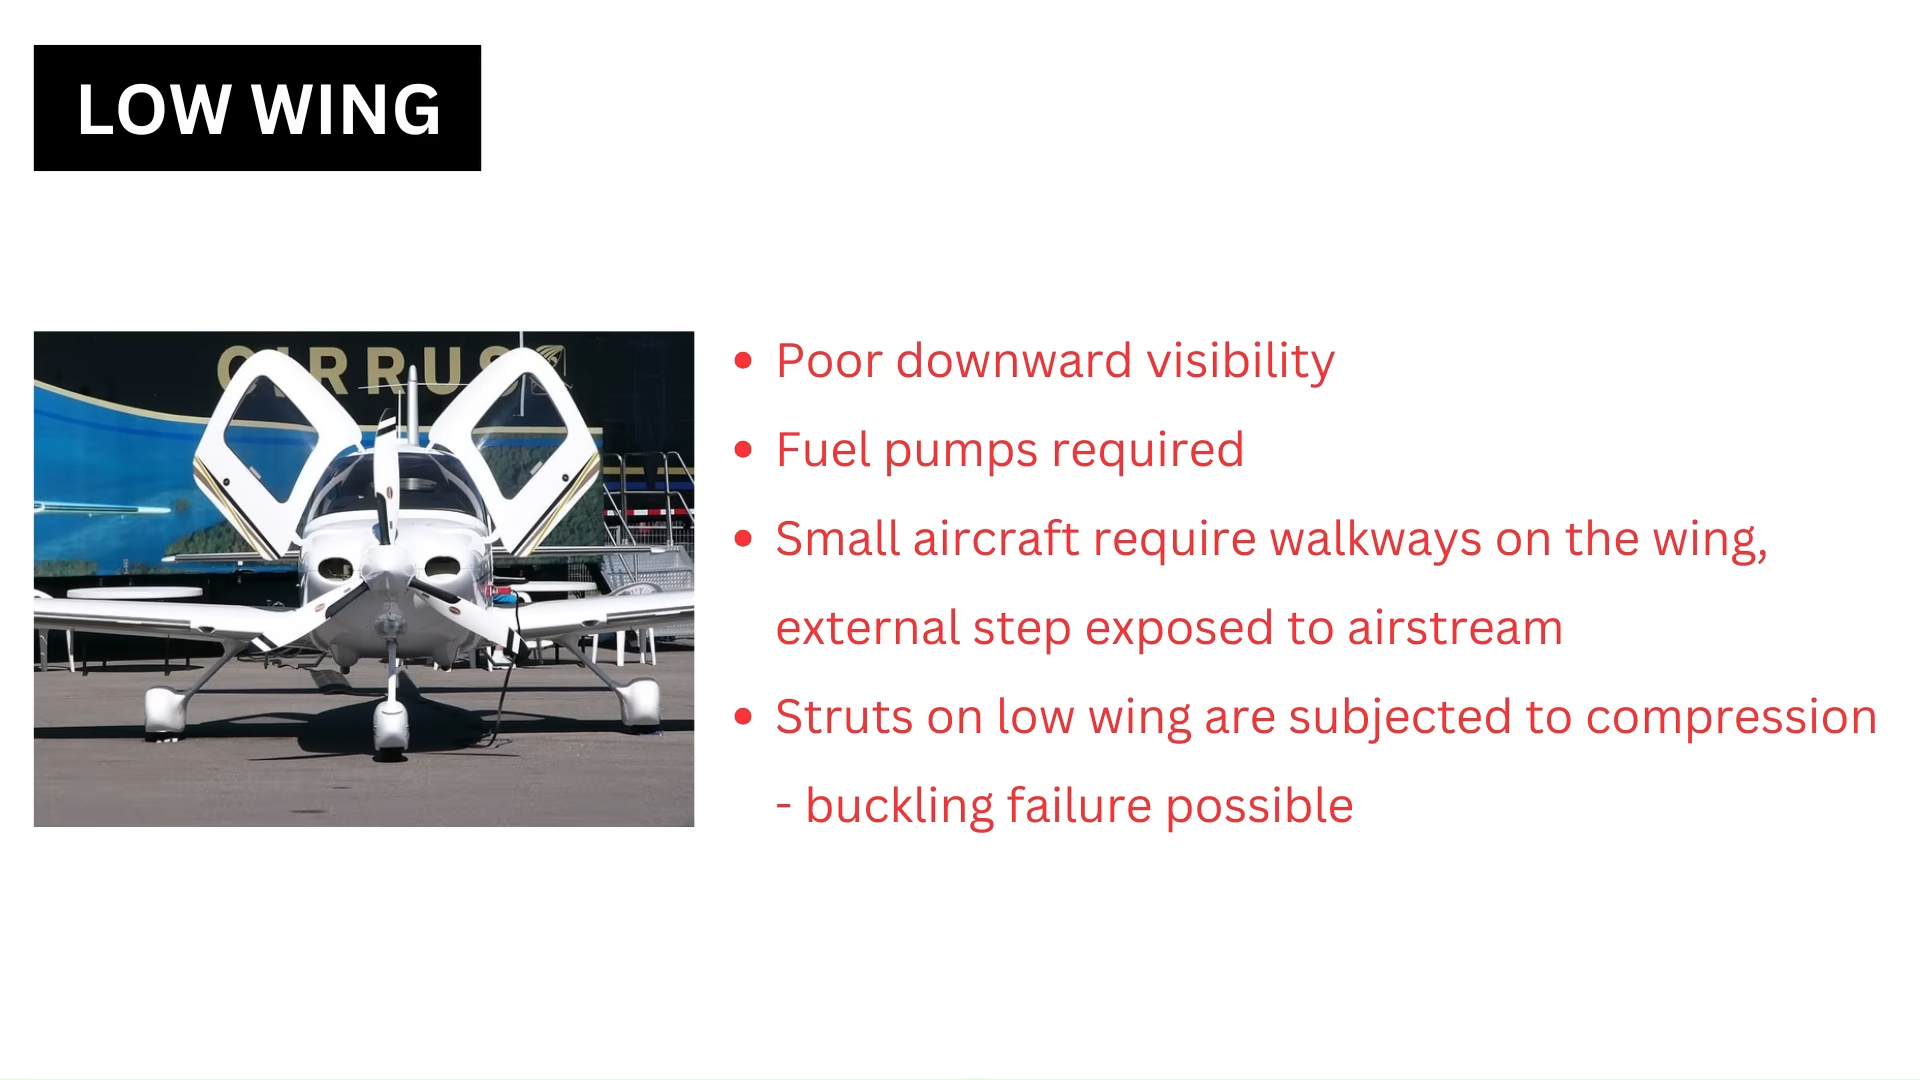 LOW WING
CIRRUS
• Poor downward visibility
• Fuel pumps required
• Small aircraft require walkways on the wing,
external step exposed to airstream
• Struts on low wing are subjected to compression
- buckling failure possible